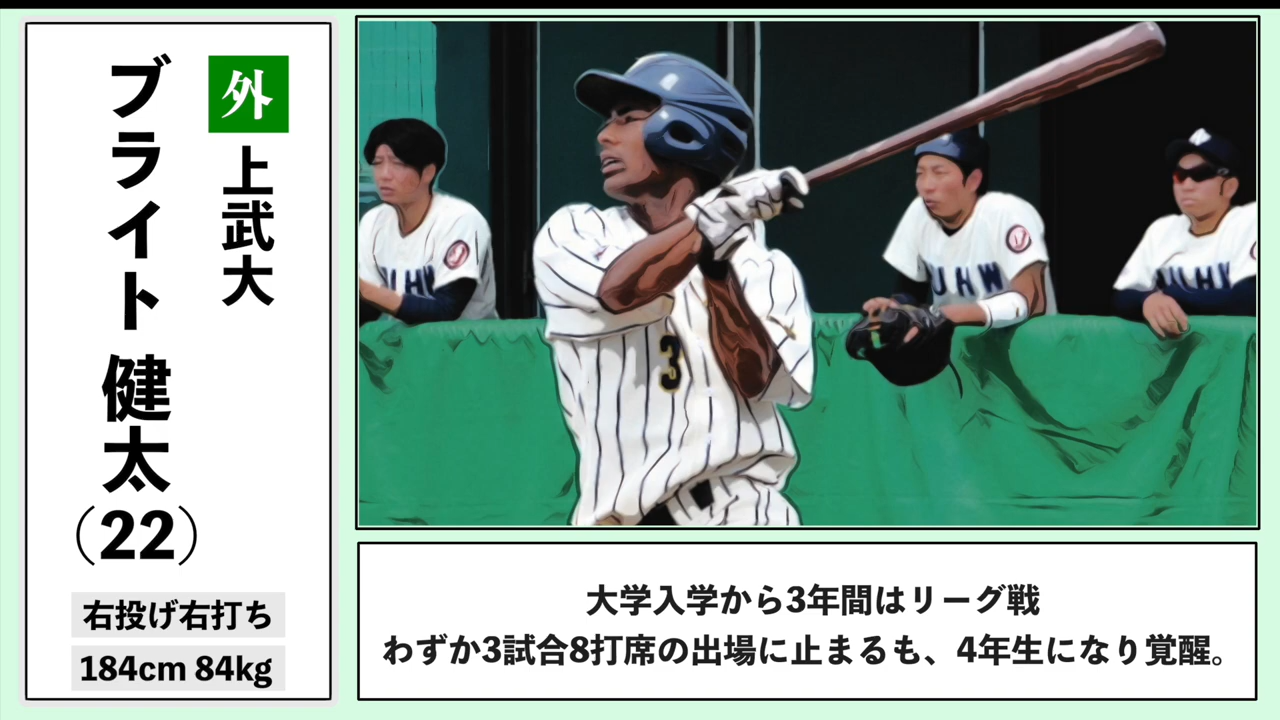 外
上武大
ブライト 健太
(22)
右投げ右打ち
184cm 84kg
3
UHW
大学入学から3年間はリーグ戦
わずか3試合8打席の出場に止まるも、4年生になり覚醒。